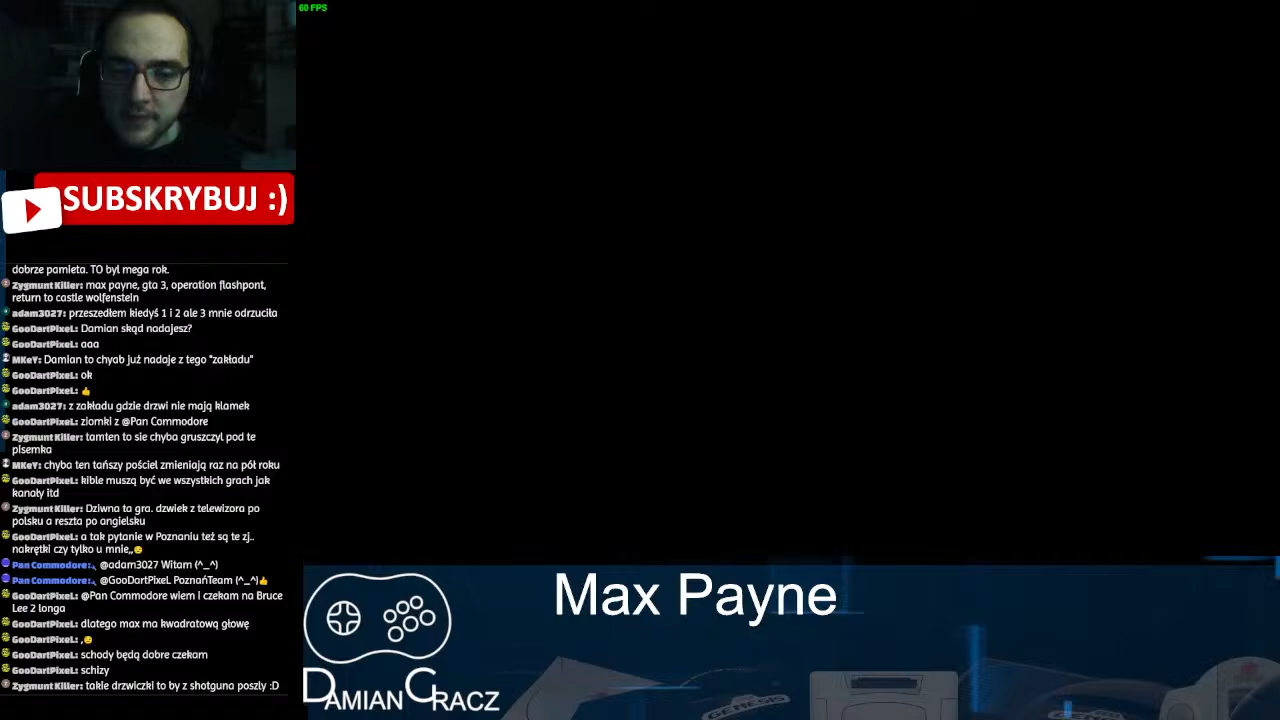 60 FPS
SUBSKRYBUJ :)
dobrze pamieta. TO był mega rok.
Zygmunt Killer: max payne, gta 3, operation flashpont,
return to castle wolfenstein
adam3027: przeszedłem kiedyś 1 i 2 ale 3 mnie odrzuciła
GooDartPixeL: Damian skąd nadajesz?
GooDartPixeL: aaa
MKeY: Damian to chyab już nadaje z tego "zakładu"
GooDartPixeL: ok
GooDartPixeL: 👍
adam3027: z zakładu gdzie drzwi nie mają klamek
GooDartPixeL: ziomki z @Pan Commodore
Zygmunt Killer: tamten to sie chyba gruszczyl pod te
pisemka
MKeY: chyba ten tańszy pościel zmieniają raz na pół roku
GooDartPixeL: kible muszą być we wszystkich grach jak
kanały itd
Zygmunt Killer: Dziwna ta gra. dzwiek z telewizora po
polsku a reszta po angielsku
GooDartPixeL: a tak pytanie w Poznaniu też są te zj..
nakrętki czy tylko u mnie,,
Pan Commodore: @adam3027 Witam (^_^)
Pan Commodore: @GooDartPixeL PoznańTeam (^_^)👍
GooDartPixeL: @Pan Commodore wiem I czekam na Bruce
Lee 2 longa
GooDartPixeL: dlatego max ma kwadratową głowę
GooDartPixeL: ,
GooDartPixeL: schody będą dobre czekam
GooDartPixeL: schizy
Zygmunt Killer: takie drzwiczki to by z shotguna poszly :D
Max Payne
DAMIAN GRACZ
GENESIS